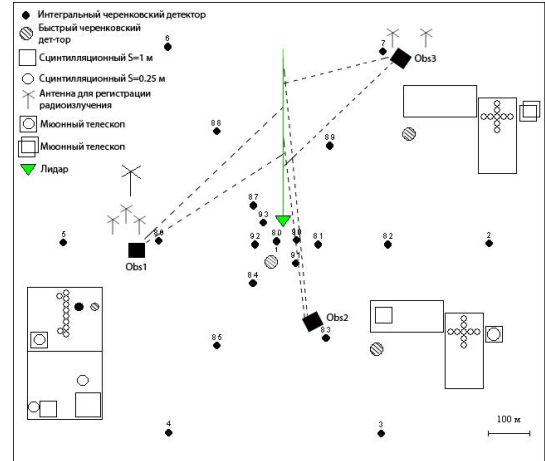 Интегральный черенковский детектор
Быстрый черенковский
дет-тор
Сцинтилляционный S=1 м
Сцинтилляционный S=0.25 м
Антенна для регистрации
радиоизлучения
Мюонный телескоп
Мюонный телескоп
Лидар
6
7
Obs3
88
89
87
93
5
Obs1
92
80
81
82
2
1
84
Obs2
83
85
4
3
100 м